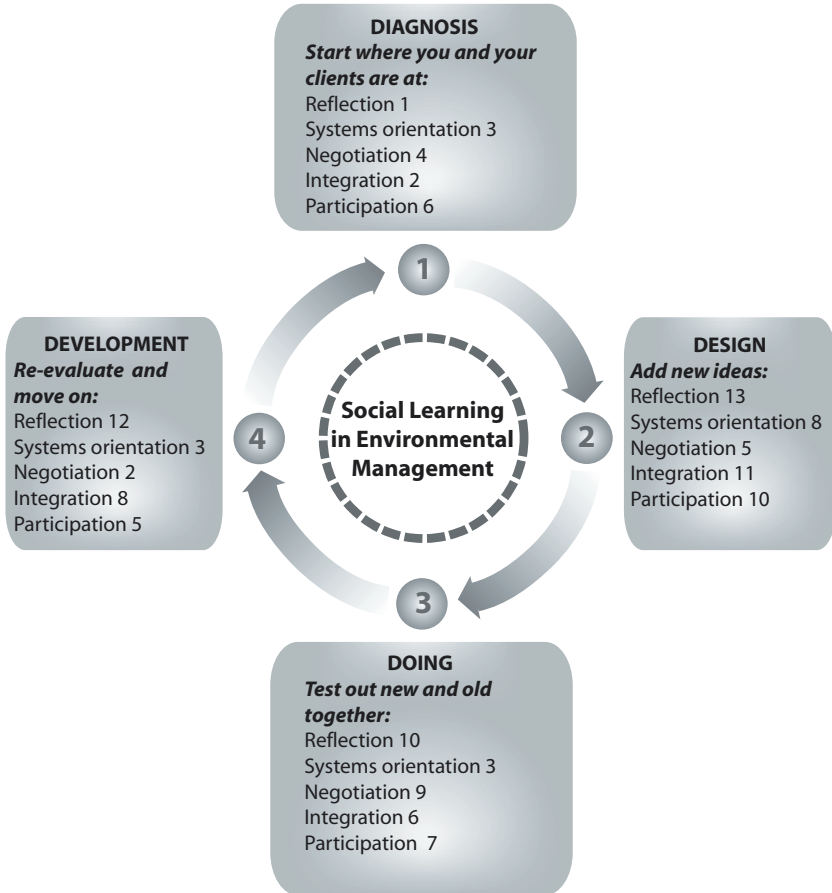 DIAGNOSIS
Start where you and your
clients are at:
Reflection 1
Systems orientation 3
Negotiation 4
Integration 2
Participation 6
1
DEVELOPMENT
Re-evaluate and
move on:
Reflection 12
Systems orientation 3
Negotiation 2
Integration 8
Participation 5
4
Social Learning
in Environmental
Management
2
DESIGN
Add new ideas:
Reflection 13
Systems orientation 8
Negotiation 5
Integration 11
Participation 10
3
DOING
Test out new and old
together:
Reflection 10
Systems orientation 3
Negotiation 9
Integration 6
Participation 7